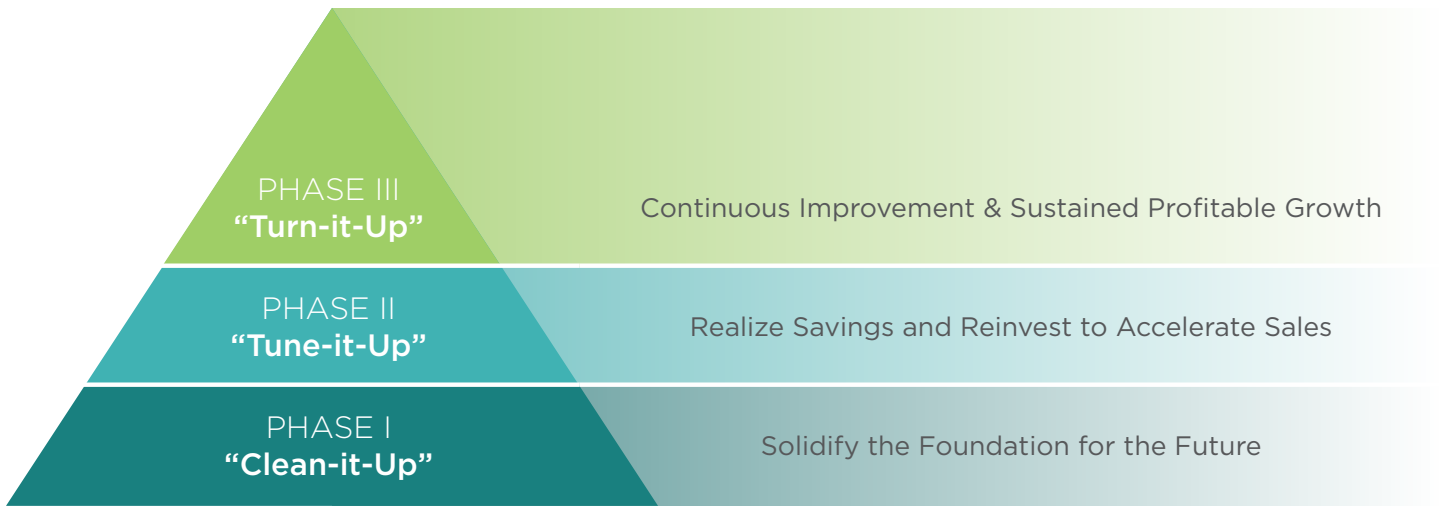 PHASE III
“Turn-it-Up”
Continuous Improvement & Sustained Profitable Growth
PHASE II
“Tune-it-Up”
Realize Savings and Reinvest to Accelerate Sales
PHASE I
“Clean-it-Up”
Solidify the Foundation for the Future